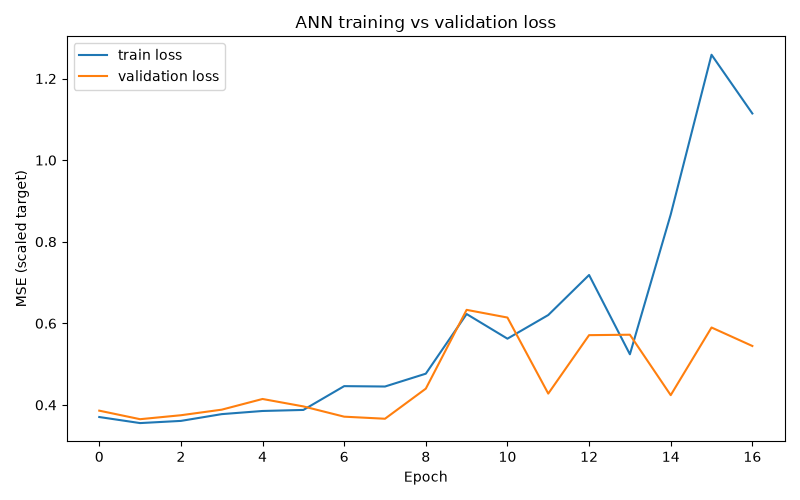 ANN training vs validation loss
train loss
validation loss
MSE (scaled target)
1.2
1.0
0.8
0.6
0.4
0 2 4 6 8 10 12 14 16
Epoch